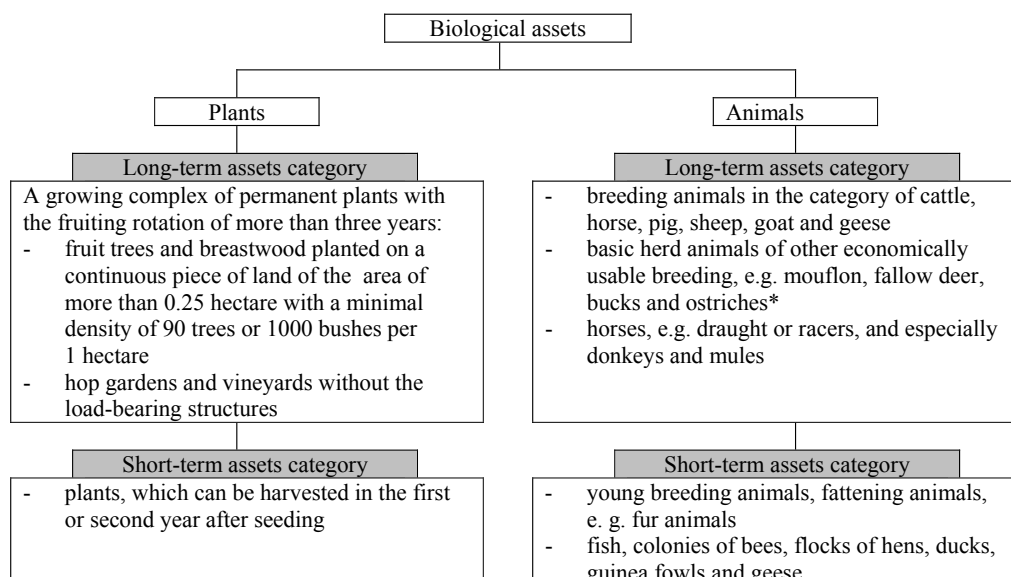 Biological assets
Plants
Long-term assets category
A growing complex of permanent plants with
the fruiting rotation of more than three years:
- fruit trees and breastwood planted on a
continuous piece of land of the area of
more than 0.25 hectare with a minimal
density of 90 trees or 1000 bushes per
1 hectare
- hop gardens and vineyards without the
load-bearing structures
Short-term assets category
- plants, which can be harvested in the first
or second year after seeding
Animals
Long-term assets category
- breeding animals in the category of cattle,
horse, pig, sheep, goat and geese
- basic herd animals of other economically
usable breeding, e.g. mouflon, fallow deer,
bucks and ostriches*
- horses, e.g. draught or racers, and especially
donkeys and mules
Short-term assets category
- young breeding animals, fattening animals,
e. g. fur animals
- fish, colonies of bees, flocks of hens, ducks,
guinea fowls and geese